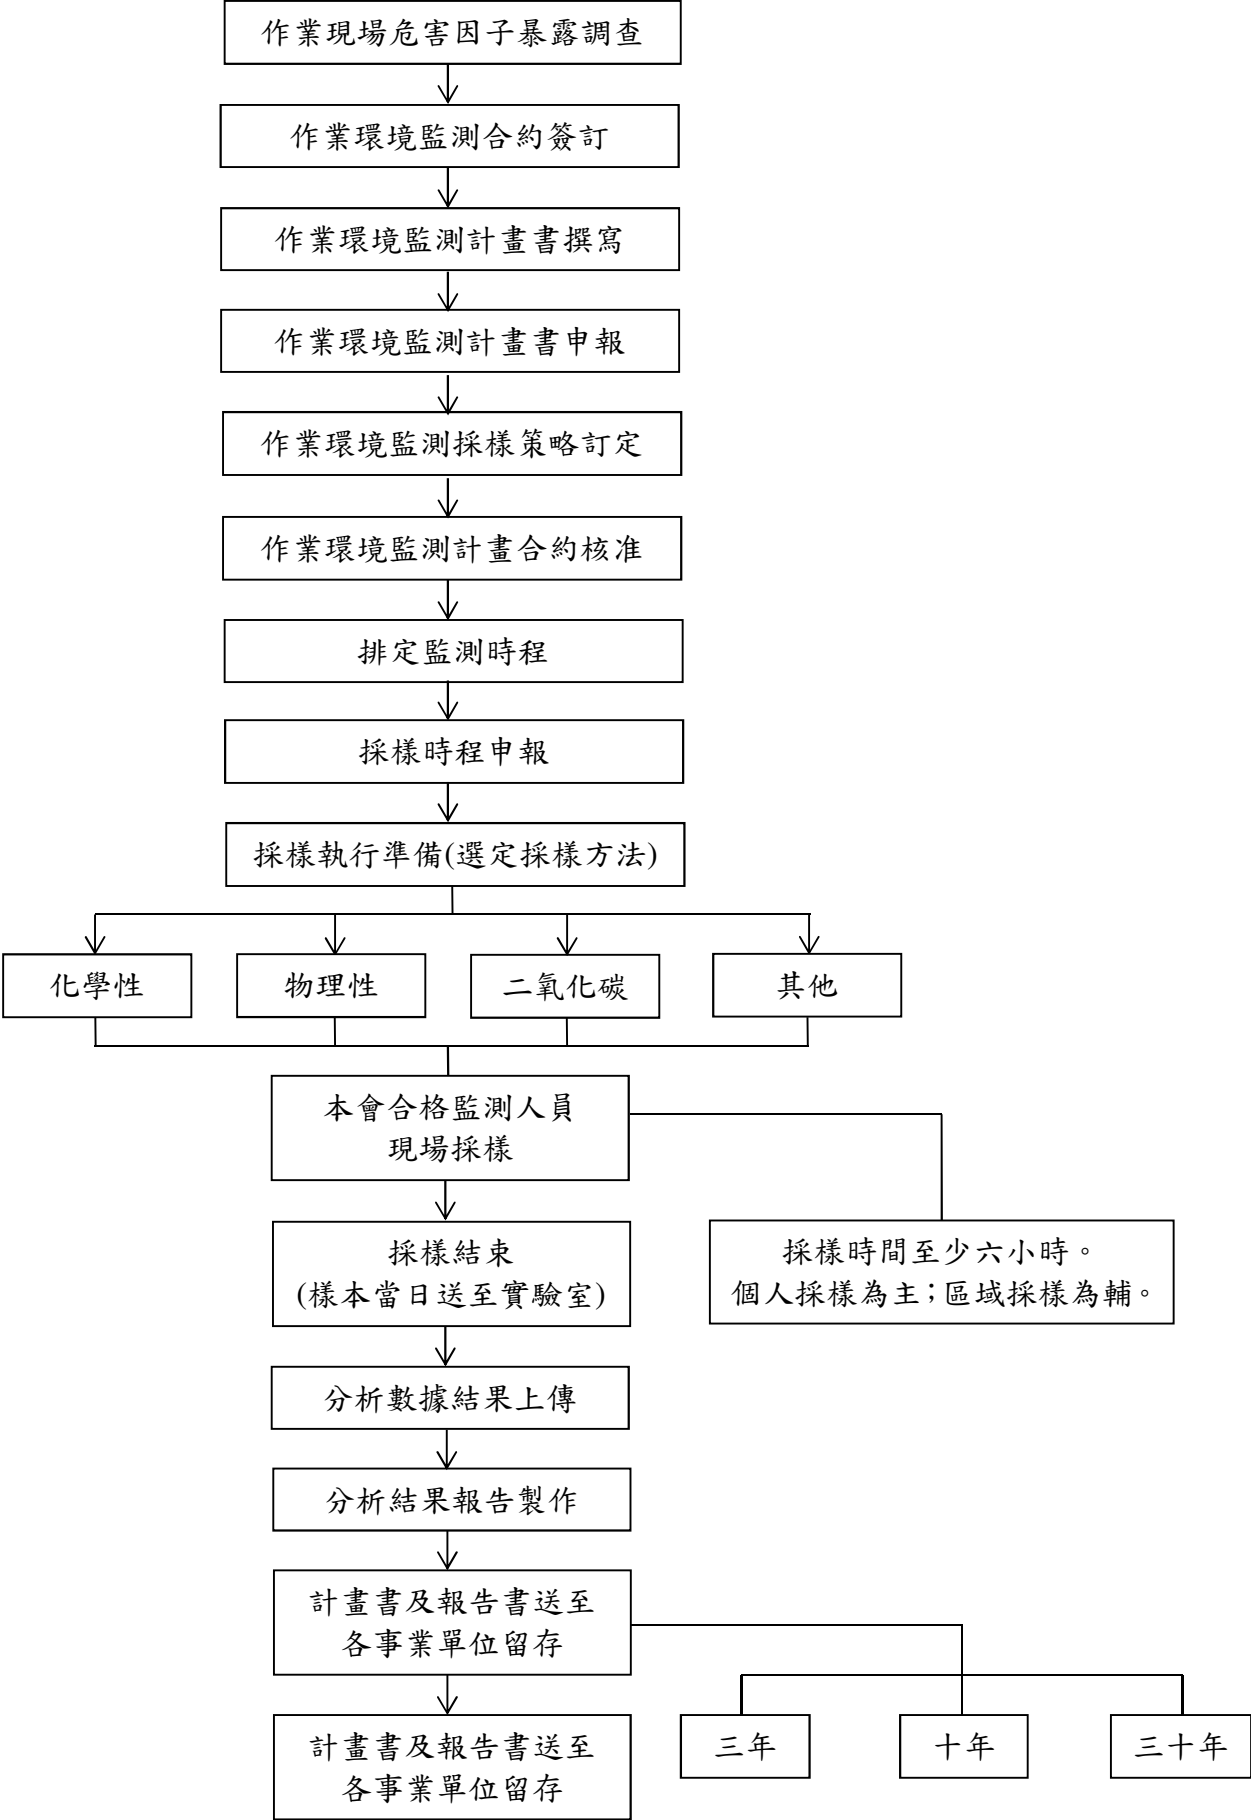 作業現場危害因子暴露調查
作業環境監測合約簽訂
作業環境監測計畫書撰寫
作業環境監測計畫書申報
作業環境監測採樣策略訂定
作業環境監測計畫合約核准
排定監測時程
採樣時程申報
採樣執行準備(選定採樣方法)
化學性
物理性
二氧化碳
其他
本會合格監測人員
現場採樣
採樣時間至少六小時。
個人採樣為主；區域採樣為輔。
採樣結束
(樣本當日送至實驗室)
分析數據結果上傳
分析結果報告製作
計畫書及報告書送至
各事業單位留存
三年
十年
三十年
計畫書及報告書送至
各事業單位留存